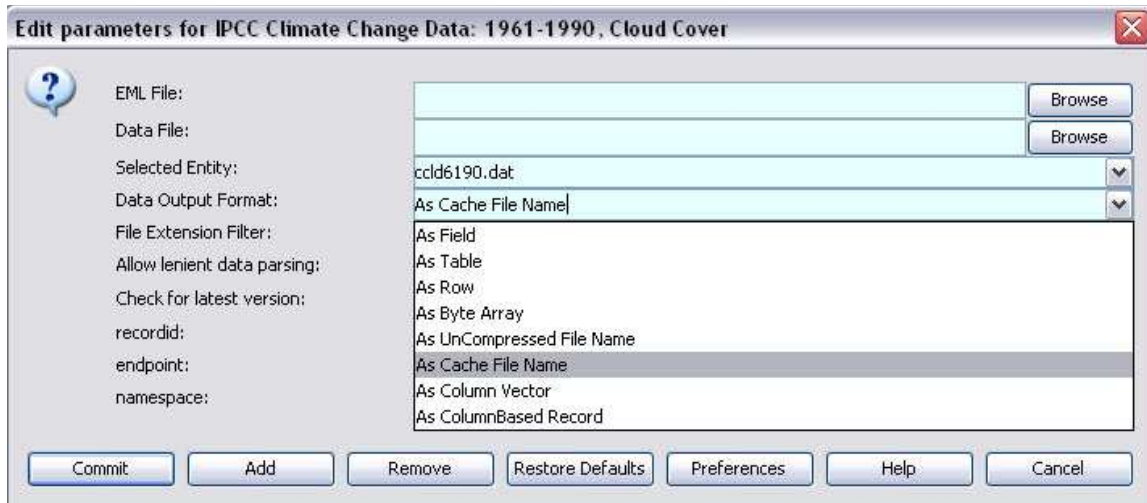 Edit parameters for IPCC Climate Change Data: 1961-1990, Cloud Cover
EML File:
Browse
Data File:
Browse
Selected Entity:
ccld6190.dat
Data Output Format:
As Cache File Name
File Extension Filter:
As Field
As Table
Allow lenient data parsing:
As Row
Check for latest version:
As Byte Array
recordid:
As UnCompressed File Name
endpoint:
As Cache File Name
namespace:
As Column Vector
As ColumnBased Record
Commit Add Remove Restore Defaults Preferences Help Cancel